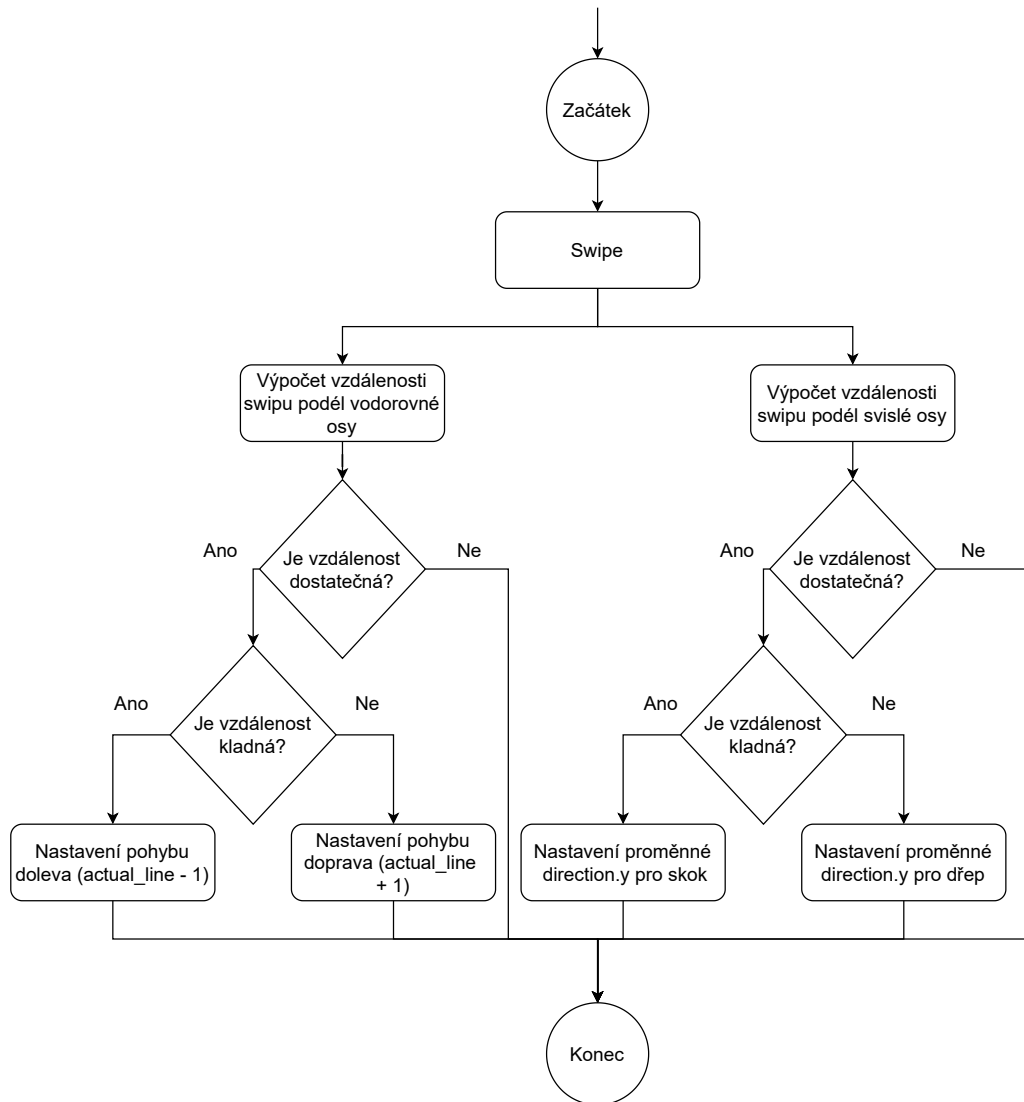 Začátek
Swipe
Výpočet vzdálenosti
swipu podél vodorovné
osy
Výpočet vzdálenosti
swipu podél svislé osy
Ano
Je vzdálenost
dostatečná?
Ne
Ano
Je vzdálenost
dostatečná?
Ne
Ano
Je vzdálenost
kladná?
Ne
Ano
Je vzdálenost
kladná?
Ne
Nastavení pohybu
doleva (actual_line - 1)
Nastavení pohybu
doprava (actual_line
+ 1)
Nastavení proměnné
direction.y pro skok
Nastavení proměnné
direction.y pro dřep
Konec